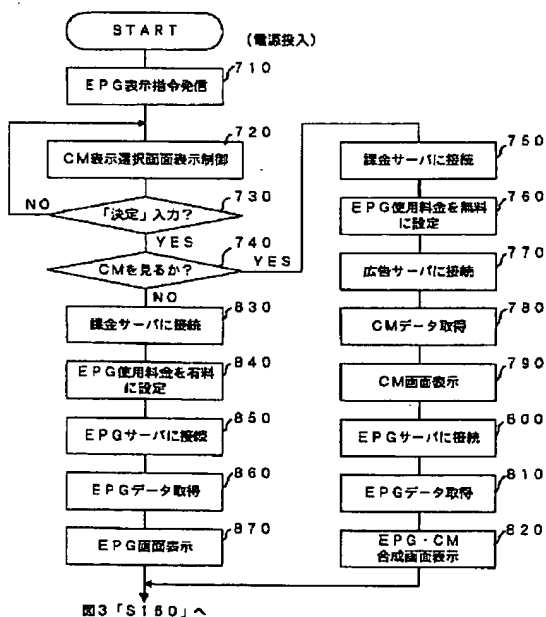 START
(電源投入)
710
EPG表示指令発信
720
CM表示選択画面表示制御
730
NO
「決定」入力?
YES
740
CMを見るか?
YES
NO
830
課金サーバに接続
840
EPG使用料金を有料
に設定
850
EPGサーバに接続
860
EPGデータ取得
870
EPG画面表示
750
課金サーバに接続
760
EPG使用料金を無料
に設定
770
広告サーバに接続
780
CMデータ取得
790
CM画面表示
800
EPGサーバに接続
810
EPGデータ取得
820
EPG・CM
合成画面表示
図3「S160」へ